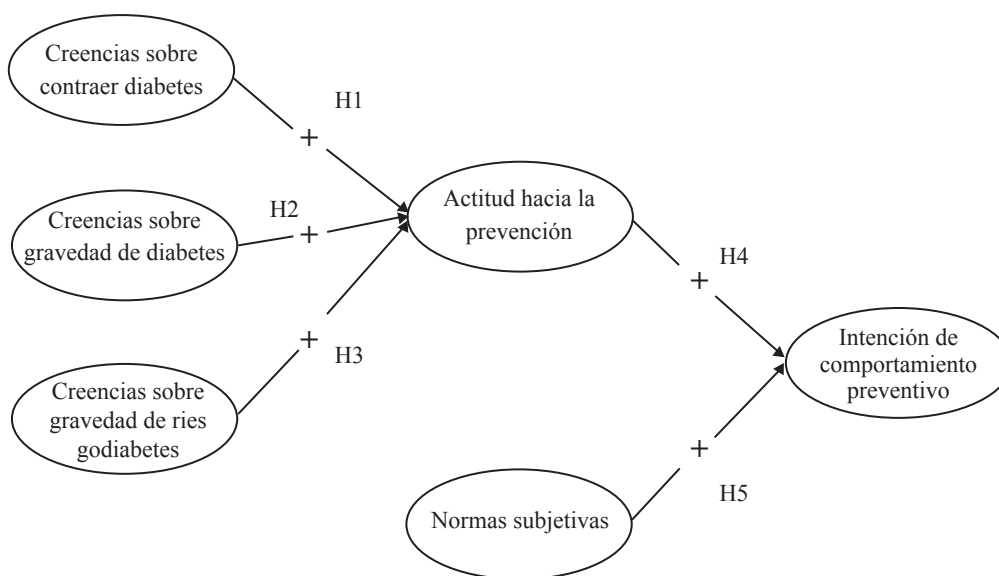 Creencias sobre
contraer diabetes
H1
+
Creencias sobre
gravedad de diabetes
H2
+
Creencias sobre
gravedad de ries
godiabetes
+
H3
Actitud hacia la
prevención
H4
+
Intención de
comportamiento
preventivo
+
H5
Normas subjetivas